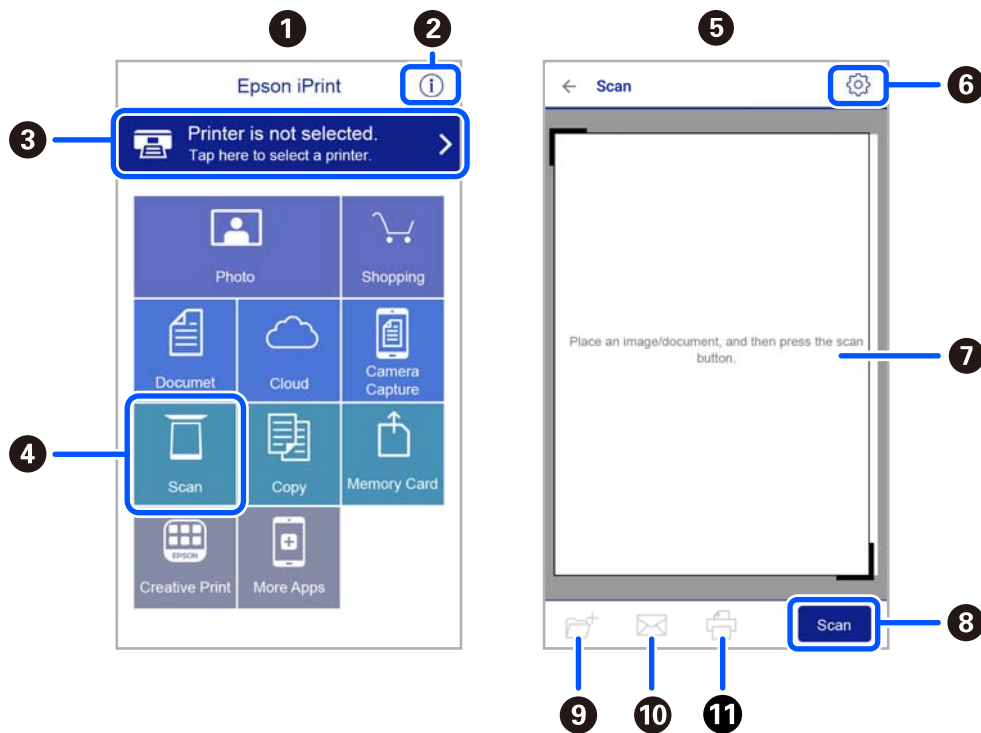 1
2
Epson iPrint
3
Printer is not selected.
Tap here to select a printer.
Photo
Shopping
Documet
Cloud
Camera
Capture
4
Scan
Copy
Memory Card
EPSON
Creative Print
More Apps
5
Scan
6
Place an image/document, and then press the scan
button.
7
Scan
8
9
10
11